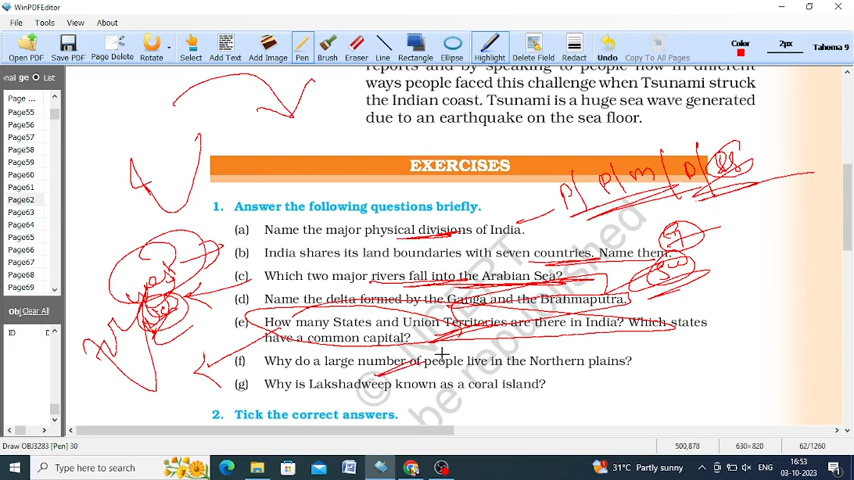 WinPDFEditor
File Tools View About
Open PDF Save PDF Page Delete Rotate Select Add Text Add Image Pen Brush Eraser Line Rectangle Ellipse Highlight Delete Field Redact Undo Copy To All Pages Color 2px Tahoma 9
nail List
Page ...
Page55
Page56
Page57
Page58
Page59
Page60
Page61
Page62
Page63
Page64
Page65
Page66
Page67
Page68
Page69
Obj Clear All
ID D
reports and by speaking to people how in different
ways people faced this challenge when Tsunami struck
the Indian coast. Tsunami is a huge sea wave generated
due to an earthquake on the sea floor.
EXERCISES
1. Answer the following questions briefly.
(a) Name the major physical divisions of India.
P/ P/ m/ D/
(b) India shares its land boundaries with seven countries. Name them.
(c) Which two major rivers fall into the Arabian Sea?
(d) Name the delta formed by the Ganga and the Brahmaputra.
(e) How many States and Union Territories are there in India? Which states
have a common capital?
(f) Why do a large number of people live in the Northern plains?
(g) Why is Lakshadweep known as a coral island?
2. Tick the correct answers.
©
be republished
Draw OBJ3283 [Pen] 30 500,878 630×820 62/1260
Type here to search
31°C Partly sunny
ENG
16:53
03-10-2023